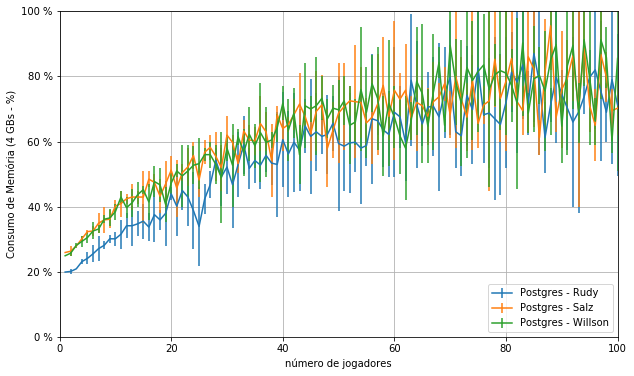 100 %
80 %
60 %
40 %
20 %
0 %
Consumo de Memória (4 GBs - %)
0
20
40
60
80
100
número de jogadores
Postgres - Rudy
Postgres - Salz
Postgres - Willson